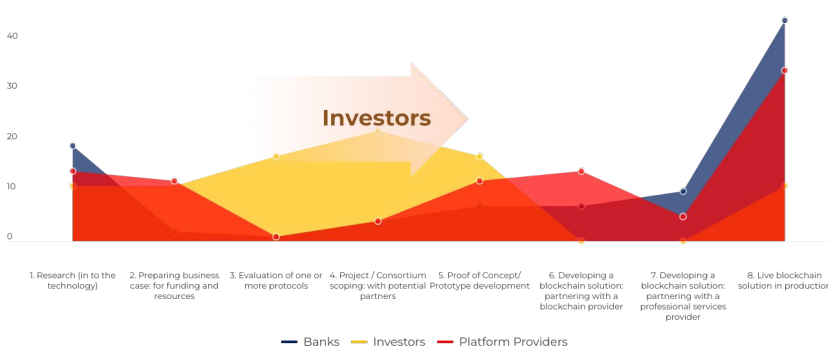 40
30
20
10
0
Investors
1. Research (in to the
technology)
2. Preparing business
case: for funding and
resources
3. Evaluation of one or
more protocols
4. Project / Consortium
scoping: with potential
partners
5. Proof of Concept/
Prototype development
6. Developing a
blockchain solution:
partnering with a
blockchain provider
7. Developing a
blockchain solution:
partnering with a
professional services
provider
8. Live blockchain
solution in production
Banks Investors Platform Providers